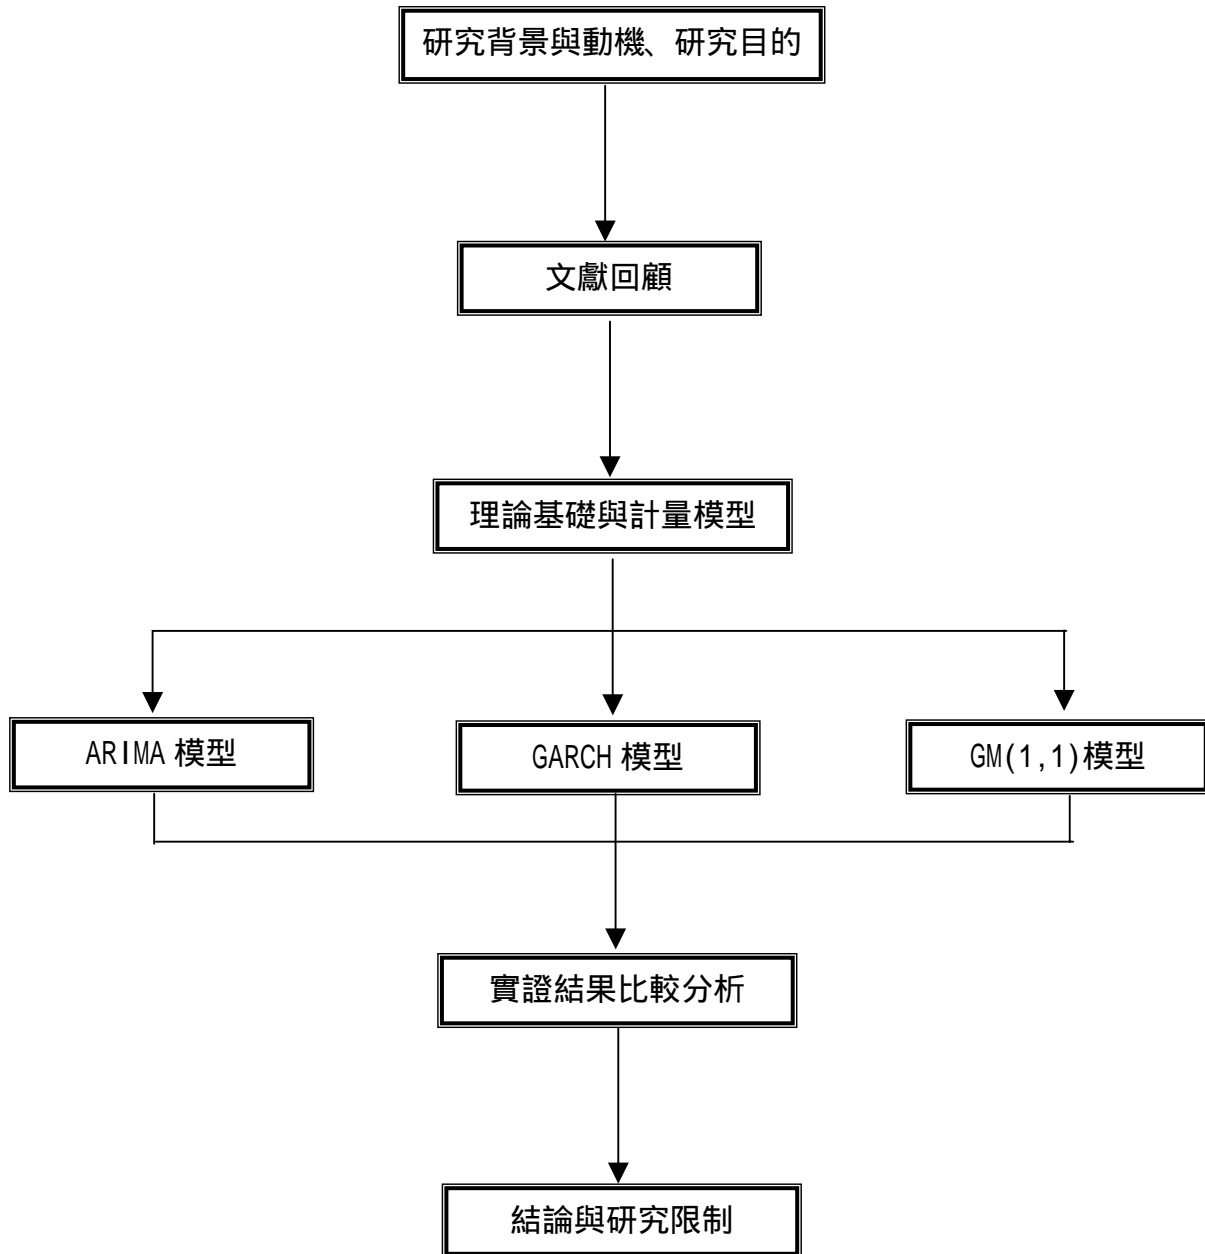 研究背景與動機、研究目的
文獻回顧
理論基礎與計量模型
ARIMA 模型
GARCH 模型
GM(1,1)模型
實證結果比較分析
結論與研究限制